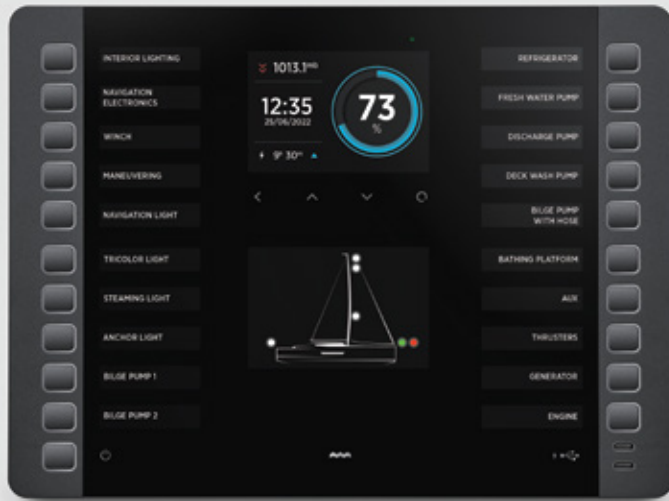 INTERIOR LIGHTING
NAVIGATION
ELECTRONICS
WINCH
MANEUVERING
NAVIGATION LIGHT
TRICOLOR LIGHT
STEAMING LIGHT
ANCHOR LIGHT
BILGE PUMP 1
BILGE PUMP 2
1013.1
12:35
25/06/2022
9h 30m
73
%
REFRIGERATOR
FRESH WATER PUMP
DISCHARGE PUMP
DECK WASH PUMP
BILGE PUMP
WITH HOSE
BATHING PLATFORM
AUX
THRUSTERS
GENERATOR
ENGINE